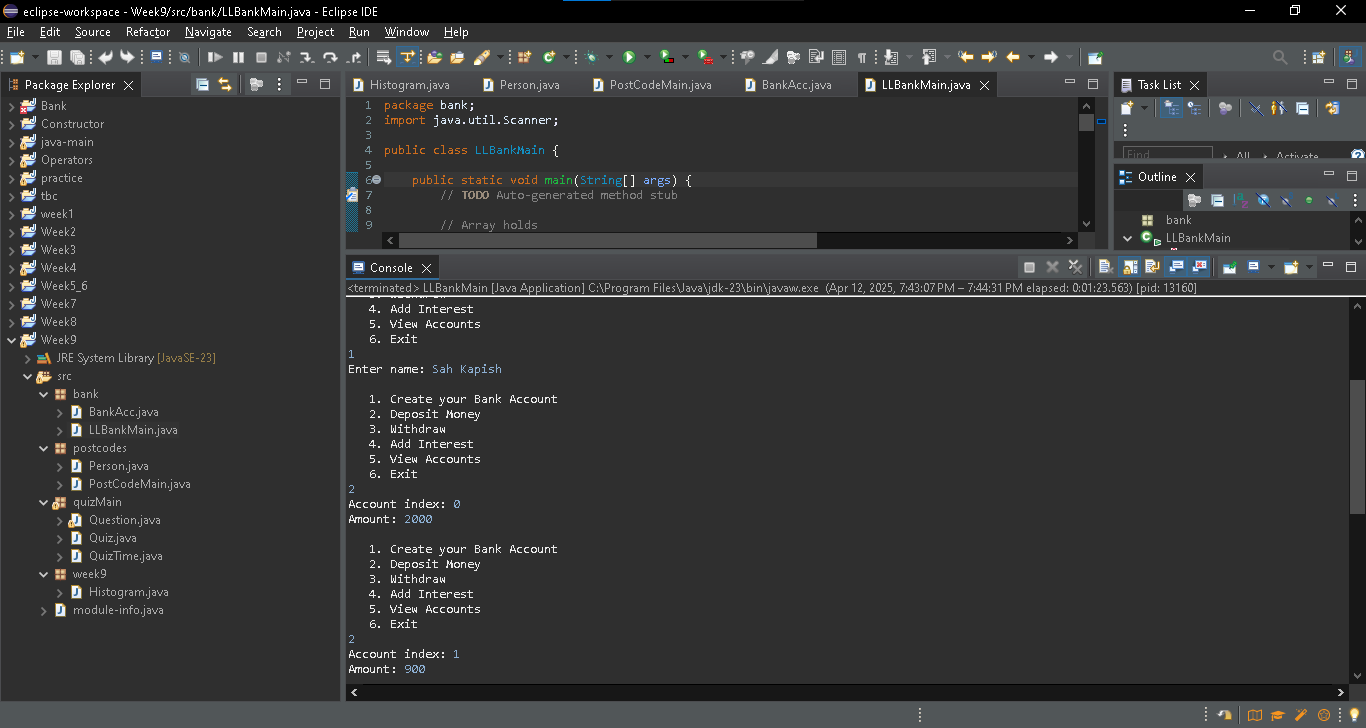 eclipse-workspace - Week9/src/bank/LLBankMain.java - Eclipse IDE
File Edit Source Refactor Navigate Search Project Run Window Help
Package Explorer
Bank
Constructor
java-main
Operators
practice
tbc
week1
Week2
Week3
Week4
Week5_6
Week7
Week8
Week9
JRE System Library [JavaSE-23]
src
bank
BankAcc.java
LLBankMain.java
postcodes
Person.java
PostCodeMain.java
quizMain
Question.java
Quiz.java
QuizTime.java
week9
Histogram.java
module-info.java
Histogram.java Person.java PostCodeMain.java BankAcc.java LLBankMain.java
1 package bank;
2 import java.util.Scanner;
3
4 public class LLBankMain {
5
6 public static void main(String[] args) {
7 // TODO Auto-generated method stub
8
9 // Array holds
Task List
Find All Activate
Outline
bank
LLBankMain
Console
<terminated> LLBankMain [Java Application] C:\Program Files\Java\jdk-23\bin\javaw.exe (Apr 12, 2025, 7:43:07 PM – 7:44:31 PM elapsed: 0:01:23.563) [pid: 13160]
4. Add Interest
5. View Accounts
6. Exit
1
Enter name: Sah Kapish
1. Create your Bank Account
2. Deposit Money
3. Withdraw
4. Add Interest
5. View Accounts
6. Exit
2
Account index: 0
Amount: 2000
1. Create your Bank Account
2. Deposit Money
3. Withdraw
4. Add Interest
5. View Accounts
6. Exit
2
Account index: 1
Amount: 900